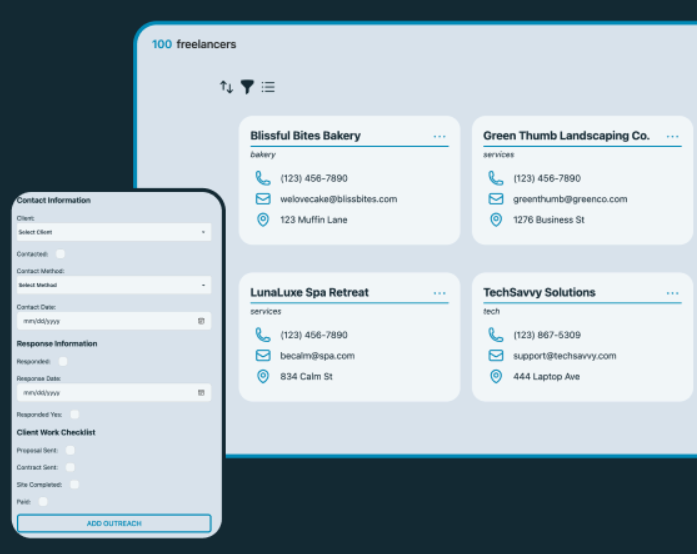 100 freelancers
Blissful Bites Bakery
bakery
(123) 456-7890
welovecake@blissbites.com
123 Muffin Lane
Green Thumb Landscaping Co.
services
(123) 456-7890
greenthumb@greenco.com
1276 Business St
LunaLuxe Spa Retreat
services
(123) 456-7890
becalm@spa.com
834 Calm St
TechSavvy Solutions
tech
(123) 867-5309
support@techsavvy.com
444 Laptop Ave
Contact Information
Client:
Select Client
Contacted:
Contact Method:
Select Method
Contact Date:
mm/dd/yyyy
Response Information
Responded:
Response Date:
mm/dd/yyyy
Responded Yes:
Client Work Checklist
Proposal Sent:
Contract Sent:
Site Completed:
Paid:
ADD OUTREACH